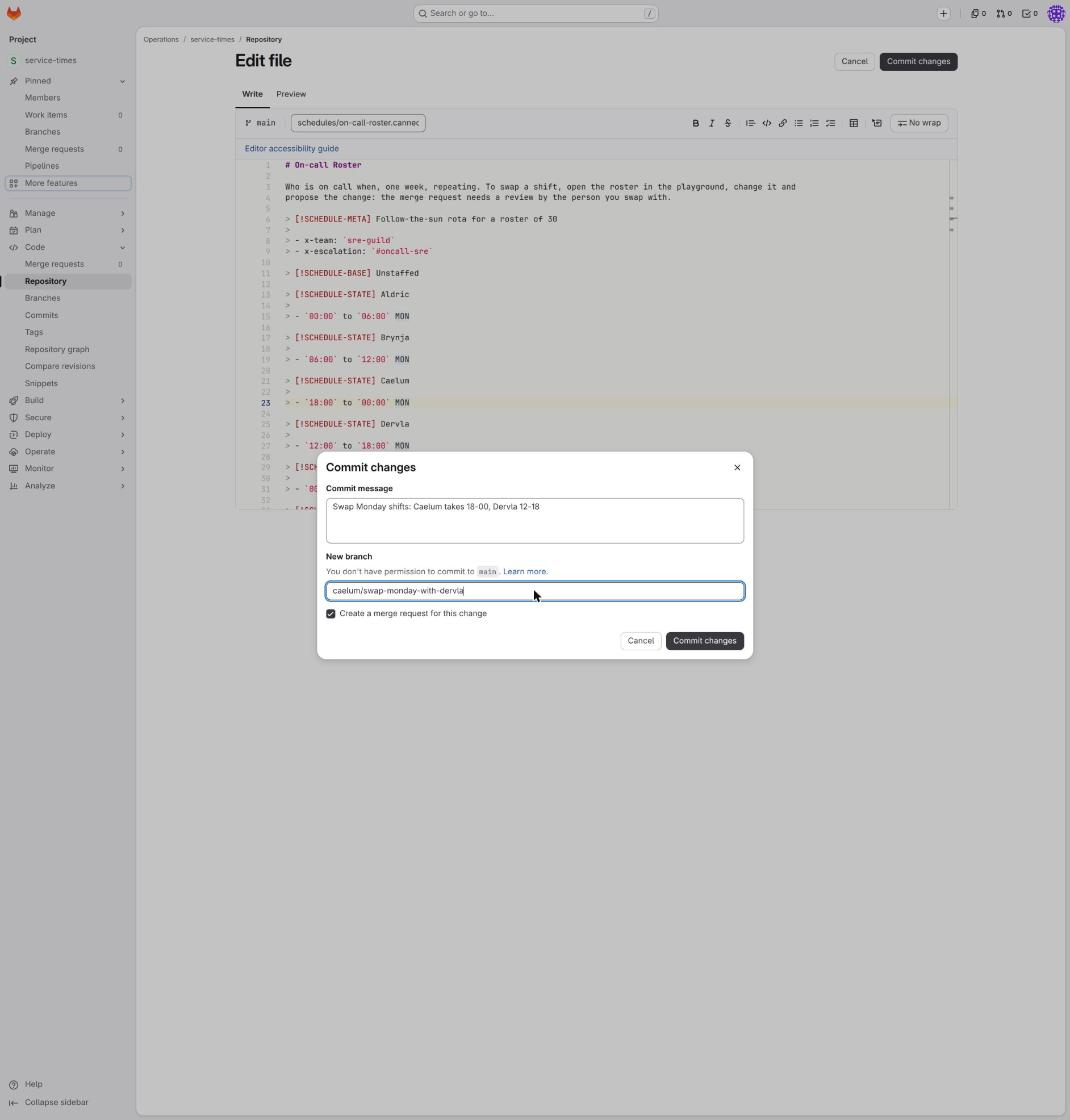 Search or go to...
/
0
0
0
Project
S service-times
Pinned
Members
Work items 0
Branches
Merge requests 0
Pipelines
More features
Manage
Plan
Code
Merge requests 0
Repository
Branches
Commits
Tags
Repository graph
Compare revisions
Snippets
Build
Secure
Deploy
Operate
Monitor
Analyze
Help
Collapse sidebar
Operations / service-times / Repository
Edit file
Cancel
Commit changes
Write
Preview
main
schedules/on-call-roster.canned
B I S
No wrap
Editor accessibility guide
1 # On-call Roster
2
3 Who is on call when, one week, repeating. To swap a shift, open the roster in the playground, change it and
4 propose the change: the merge request needs a review by the person you swap with.
5
6 > [!SCHEDULE-META] Follow-the-sun rota for a roster of 30
7 >
8 > - x-team: `sre-guild`
9 > - x-escalation: `#oncall-sre`
10
11 > [!SCHEDULE-BASE] Unstaffed
12
13 > [!SCHEDULE-STATE] Aldric
14 >
15 > - `00:00` to `06:00` MON
16
17 > [!SCHEDULE-STATE] Brynja
18 >
19 > - `06:00` to `12:00` MON
20
21 > [!SCHEDULE-STATE] Caelum
22 >
23 > - `18:00` to `00:00` MON
24
25 > [!SCHEDULE-STATE] Dervla
26 >
27 > - `12:00` to `18:00` MON
28
29 > [!SC
30 >
31 > - `00
32
Commit changes
Commit message
Swap Monday shifts: Caelum takes 18-00, Dervla 12-18
New branch
You don't have permission to commit to main. Learn more.
caelum/swap-monday-with-dervla
Create a merge request for this change
Cancel
Commit changes